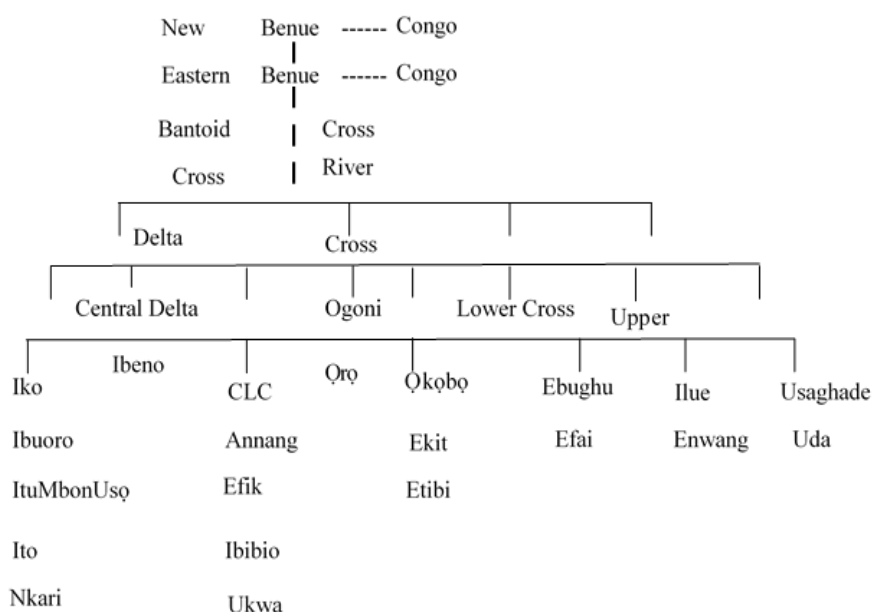 New Benue ------ Congo
Eastern Benue ------ Congo
Bantoid Cross
Cross River
Delta Cross
Central Delta Ogoni Lower Cross Upper
Iko Ibeno CLC Ọrọ Ọkọbọ Ebughu Ilue Usaghade
Ibuoro Annang Ekit Efai Enwang Uda
ItuMbonUsọ Efik Etibi
Ito Ibibio
Nkari Ukwa